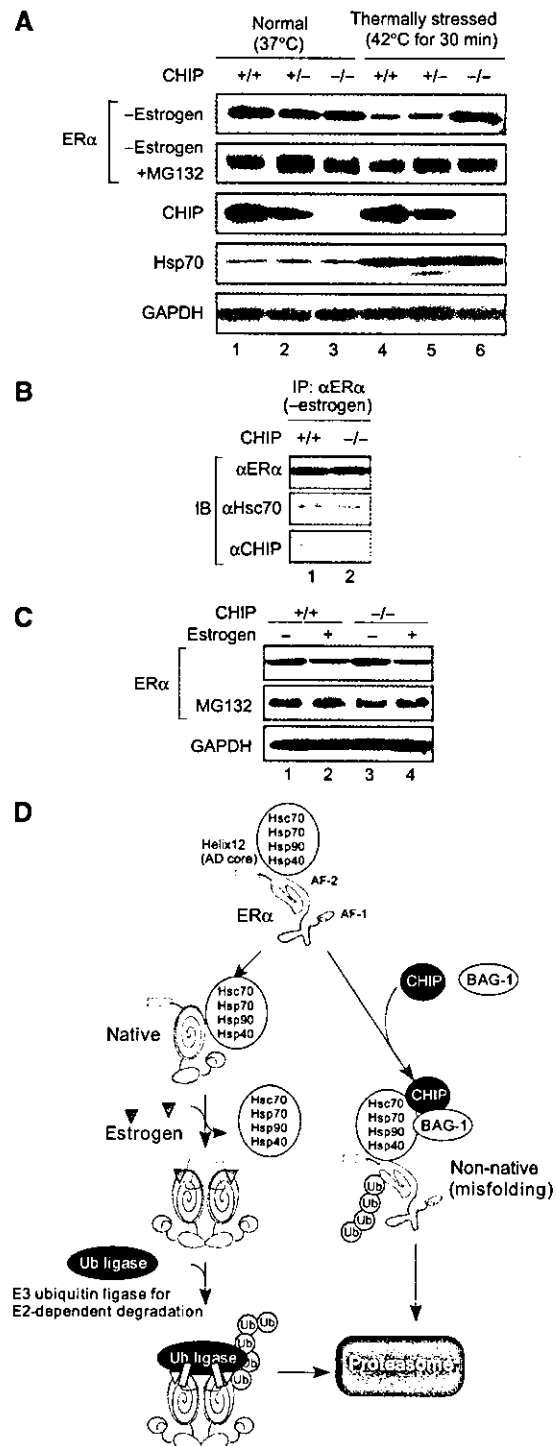 A
Normal
(37°C)
Thermally stressed
(42°C for 30 min)
CHIP +/+ +/− −/− +/+ +/− −/−
ERα
−Estrogen
−Estrogen
+MG132
CHIP
Hsp70
GAPDH
1 2 3 4 5 6
B
IP: αERα
(−estrogen)
CHIP +/+ −/−
IB
αERα
αHsc70
αCHIP
1 2
C
CHIP +/+ −/−
Estrogen − + − +
ERα
MG132
GAPDH
1 2 3 4
D
Hsc70
Hsp70
Hsp90
Hsp40
Helix12
(AD core)
AF-2
ERα
AF-1
CHIP BAG-1
Native
Hsc70
Hsp70
Hsp90
Hsp40
Estrogen
Hsc70
Hsp70
Hsp90
Hsp40
CHIP
BAG-1
Hsc70
Hsp70
Hsp90
Hsp40
Ub
Ub
Ub
Ub
Non-native
(misfolding)
Ub ligase
E3 ubiquitin ligase for
E2-dependent degradation
Ub ligase
Ub
Ub
Ub
Ub
Ub
Proteasome